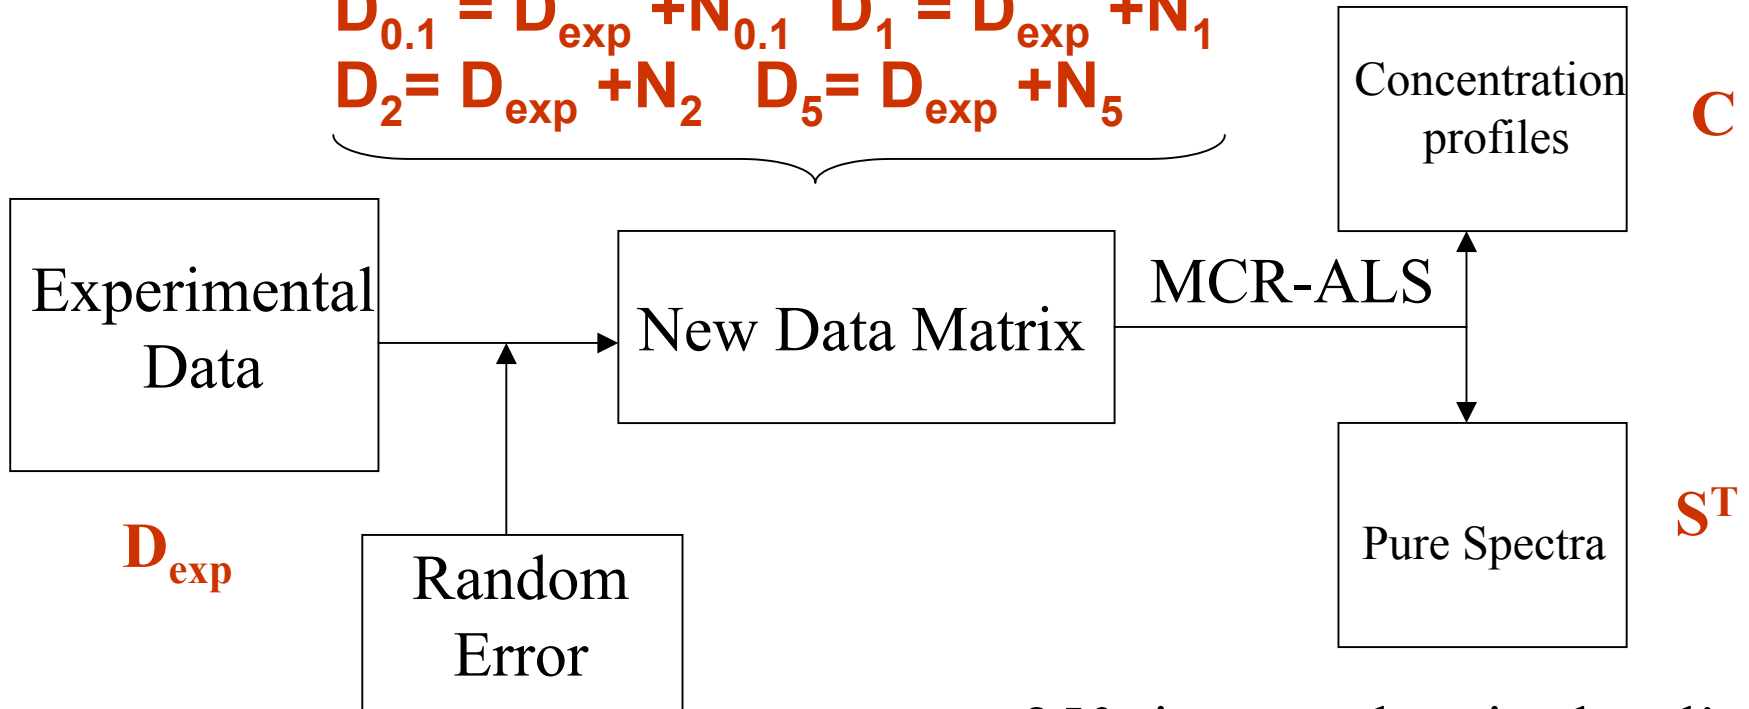 D0.1 = Dexp +N0.1 D1 = Dexp +N1
D2= Dexp +N2 D5= Dexp +N5
Concentration
profiles
C
Experimental
Data
New Data Matrix
MCR-ALS
Dexp
Random
Error
Pure Spectra
S^T